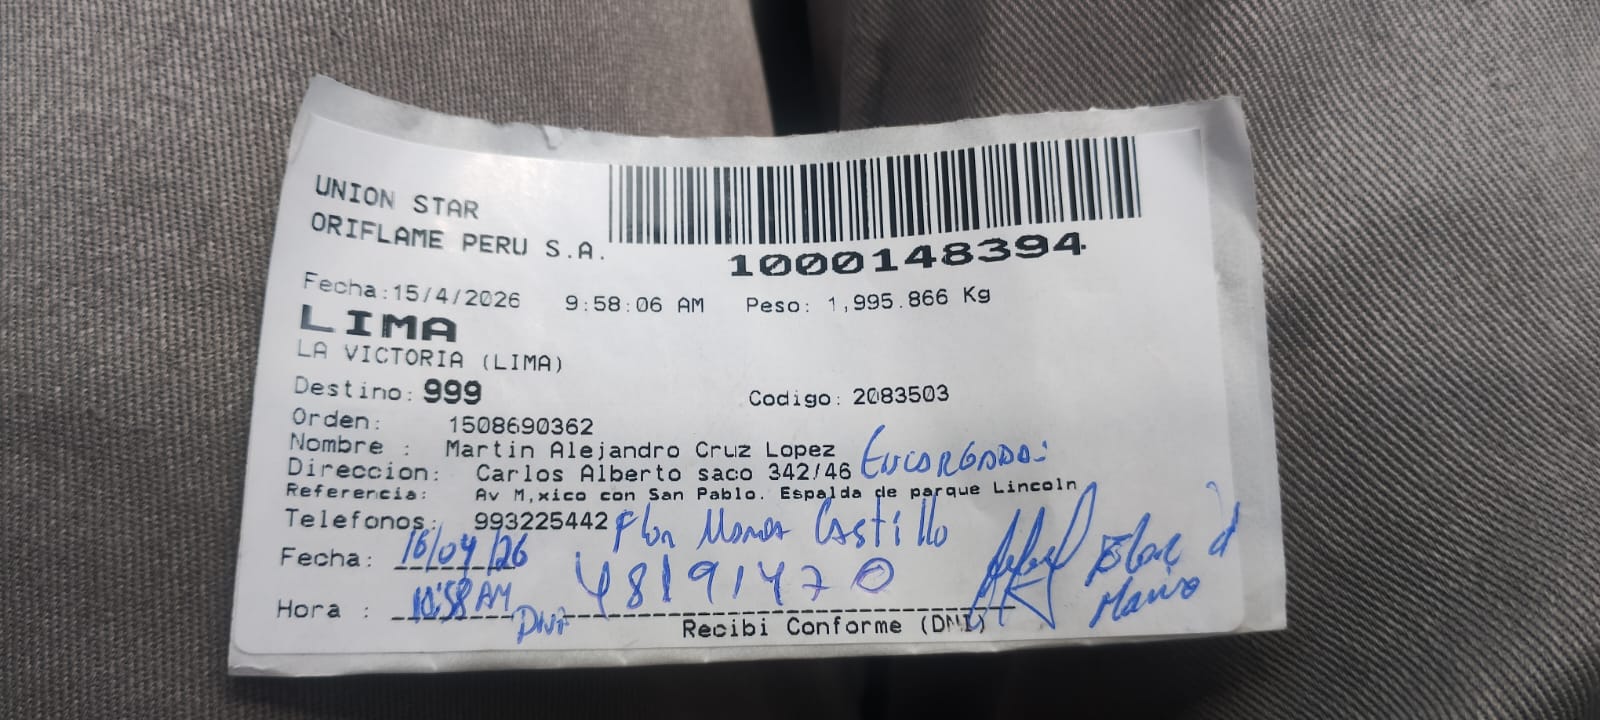 UNION STAR
ORIFLAME PERU S.A.
1000148394
Fecha:15/4/2026 9:58:06 AM Peso: 1,995.866 Kg
LIMA
LA VICTORIA (LIMA)
Destino: 999 Codigo: 2083503
Orden: 1508690362
Nombre : Martin Alejandro Cruz Lopez
Direccion: Carlos Alberto saco 342/46 Encargada:
Referencia: Av M,xico con San Pablo. Espalda de parque Lincoln
Telefonos: 993225442 Flor Castillo
Fecha: 16/04/26
48191470
Hora : 10:58 AM DNI
Recibi Conforme (DNI)